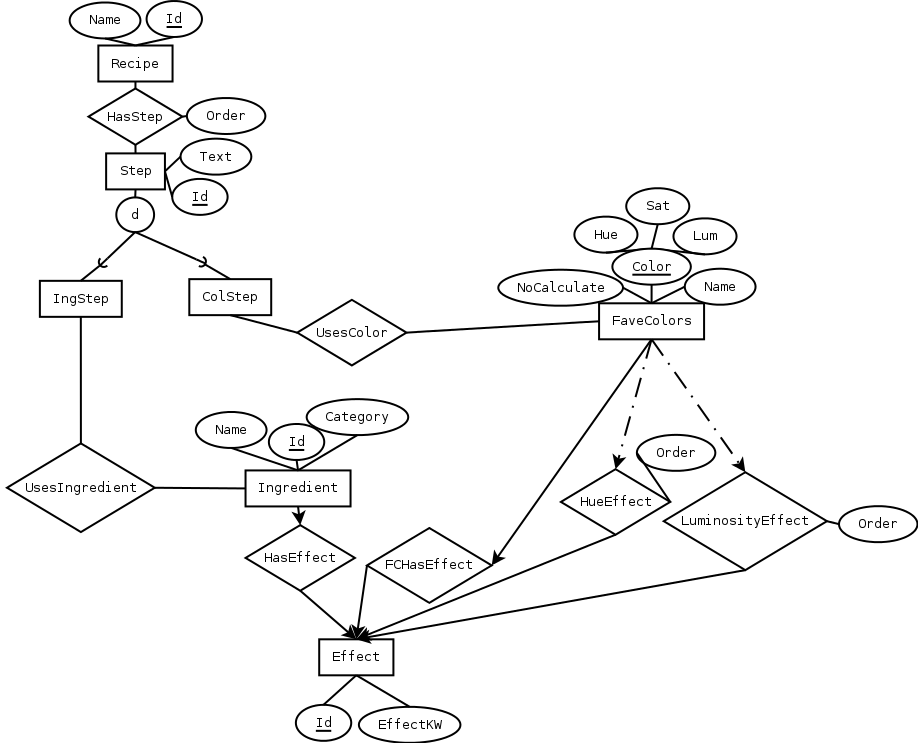 Name
Id
Recipe
HasStep
Order
Text
Step
Id
d
Sat
Hue
Lum
Color
NoCalculate
Name
IngStep
ColStep
UsesColor
FaveColors
Name
Id
Category
Order
UsesIngredient
Ingredient
HueEffect
LuminosityEffect
Order
HasEffect
FCHasEffect
Effect
Id
EffectKW